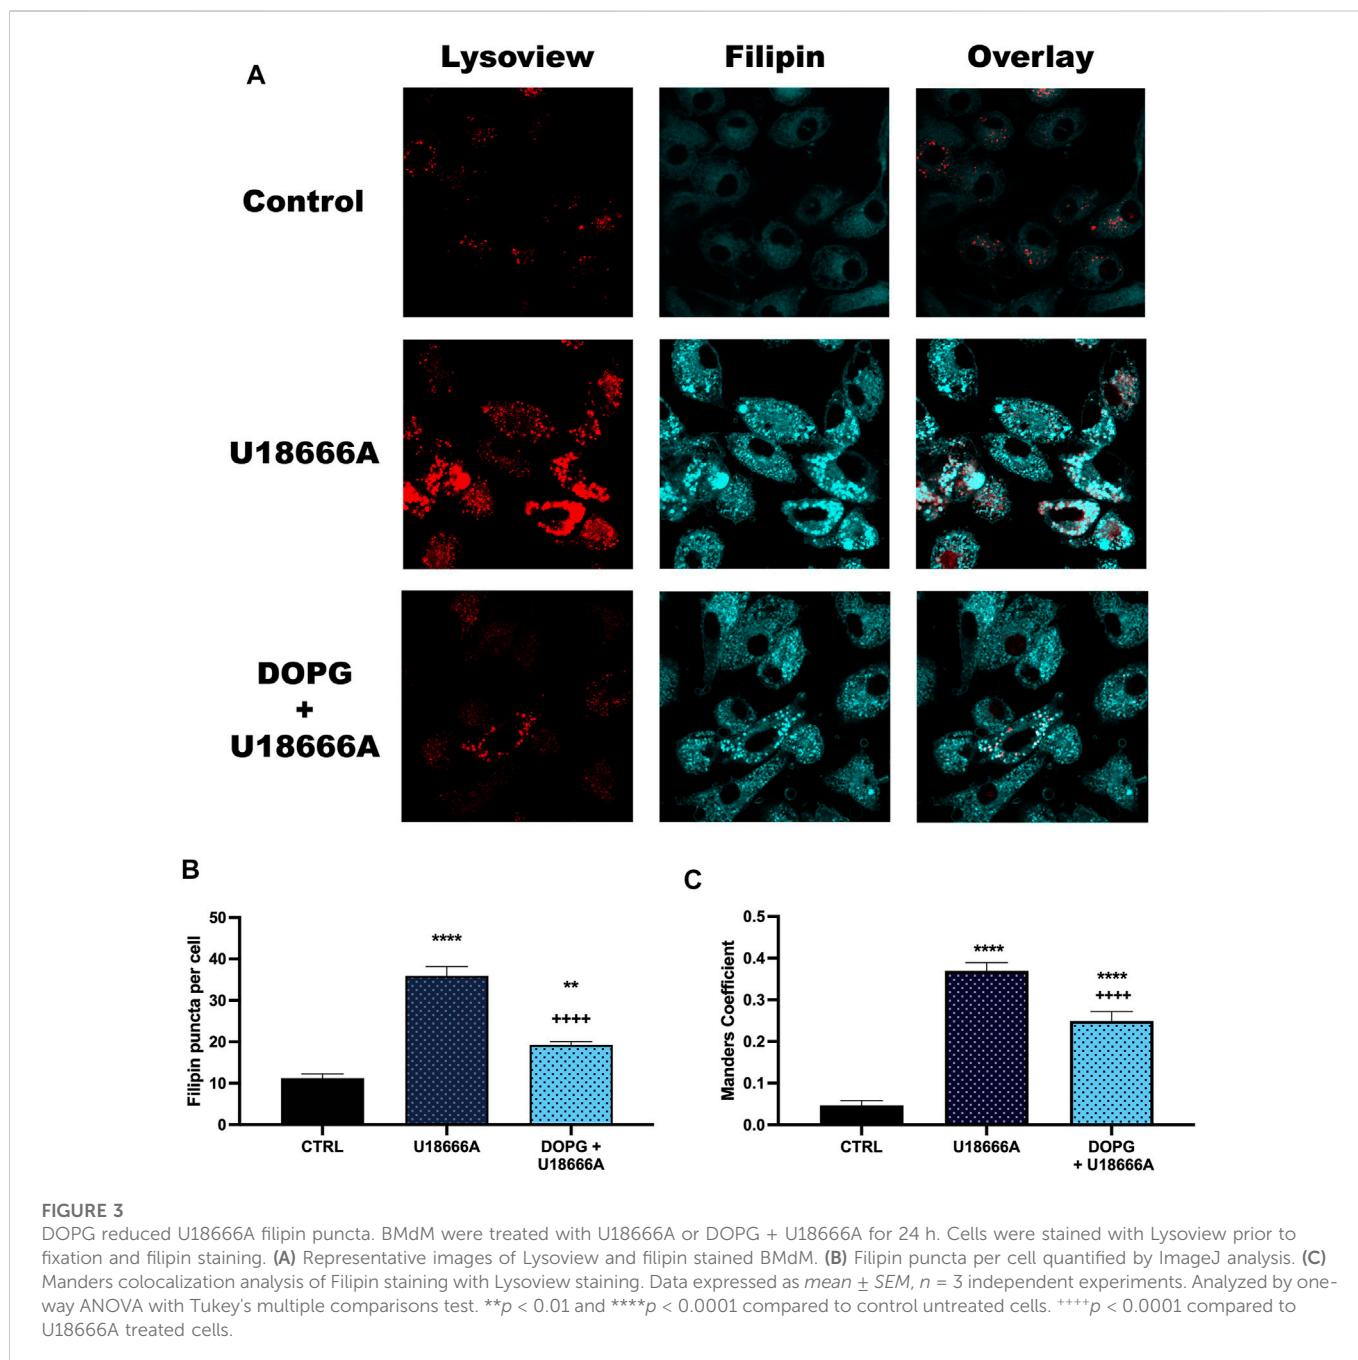 A
Lysoview
Filipin
Overlay
Control
U18666A
DOPG
+
U18666A
B
Filipin puncta per cell
50
40
30
20
10
0
****
**
++++
CTRL
U18666A
DOPG +
U18666A
C
Manders Coefficient
0.5
0.4
0.3
0.2
0.1
0.0
****
****
++++
CTRL
U18666A
DOPG
+ U18666A
FIGURE 3
DOPG reduced U18666A filipin puncta. BMdM were treated with U18666A or DOPG + U18666A for 24 h. Cells were stained with Lysoview prior to
fixation and filipin staining. (A) Representative images of Lysoview and filipin stained BMdM. (B) Filipin puncta per cell quantified by ImageJ analysis. (C)
Manders colocalization analysis of Filipin staining with Lysoview staining. Data expressed as mean ± SEM, n = 3 independent experiments. Analyzed by one-
way ANOVA with Tukey's multiple comparisons test. **p < 0.01 and ****p < 0.0001 compared to control untreated cells. ++++p < 0.0001 compared to
U18666A treated cells.